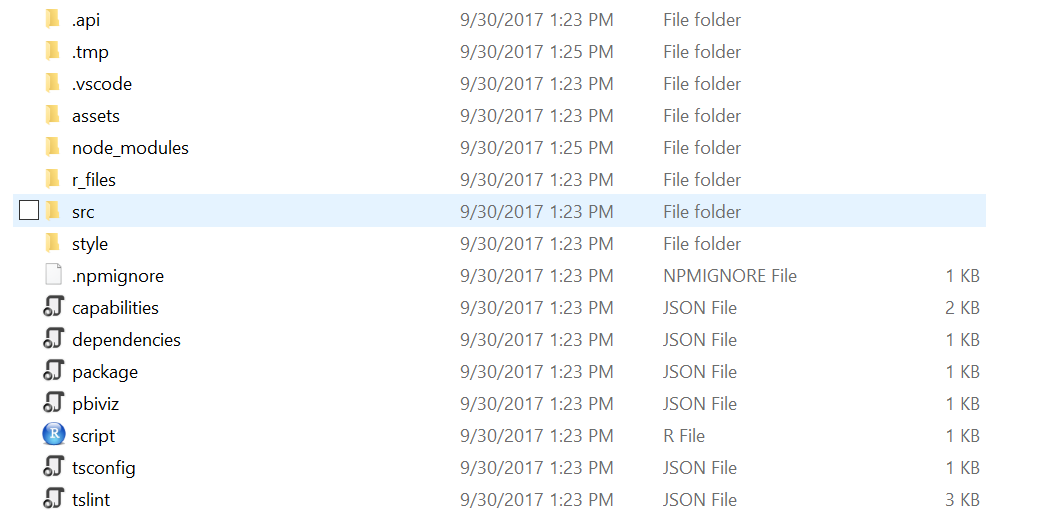 .api 9/30/2017 1:23 PM File folder
.tmp 9/30/2017 1:25 PM File folder
.vscode 9/30/2017 1:23 PM File folder
assets 9/30/2017 1:23 PM File folder
node_modules 9/30/2017 1:25 PM File folder
r_files 9/30/2017 1:23 PM File folder
src 9/30/2017 1:23 PM File folder
style 9/30/2017 1:23 PM File folder
.npmignore 9/30/2017 1:23 PM NPMIGNORE File 1 KB
capabilities 9/30/2017 1:23 PM JSON File 2 KB
dependencies 9/30/2017 1:23 PM JSON File 1 KB
package 9/30/2017 1:23 PM JSON File 1 KB
pbiviz 9/30/2017 1:23 PM JSON File 1 KB
R script 9/30/2017 1:23 PM R File 1 KB
tsconfig 9/30/2017 1:23 PM JSON File 1 KB
tslint 9/30/2017 1:23 PM JSON File 3 KB